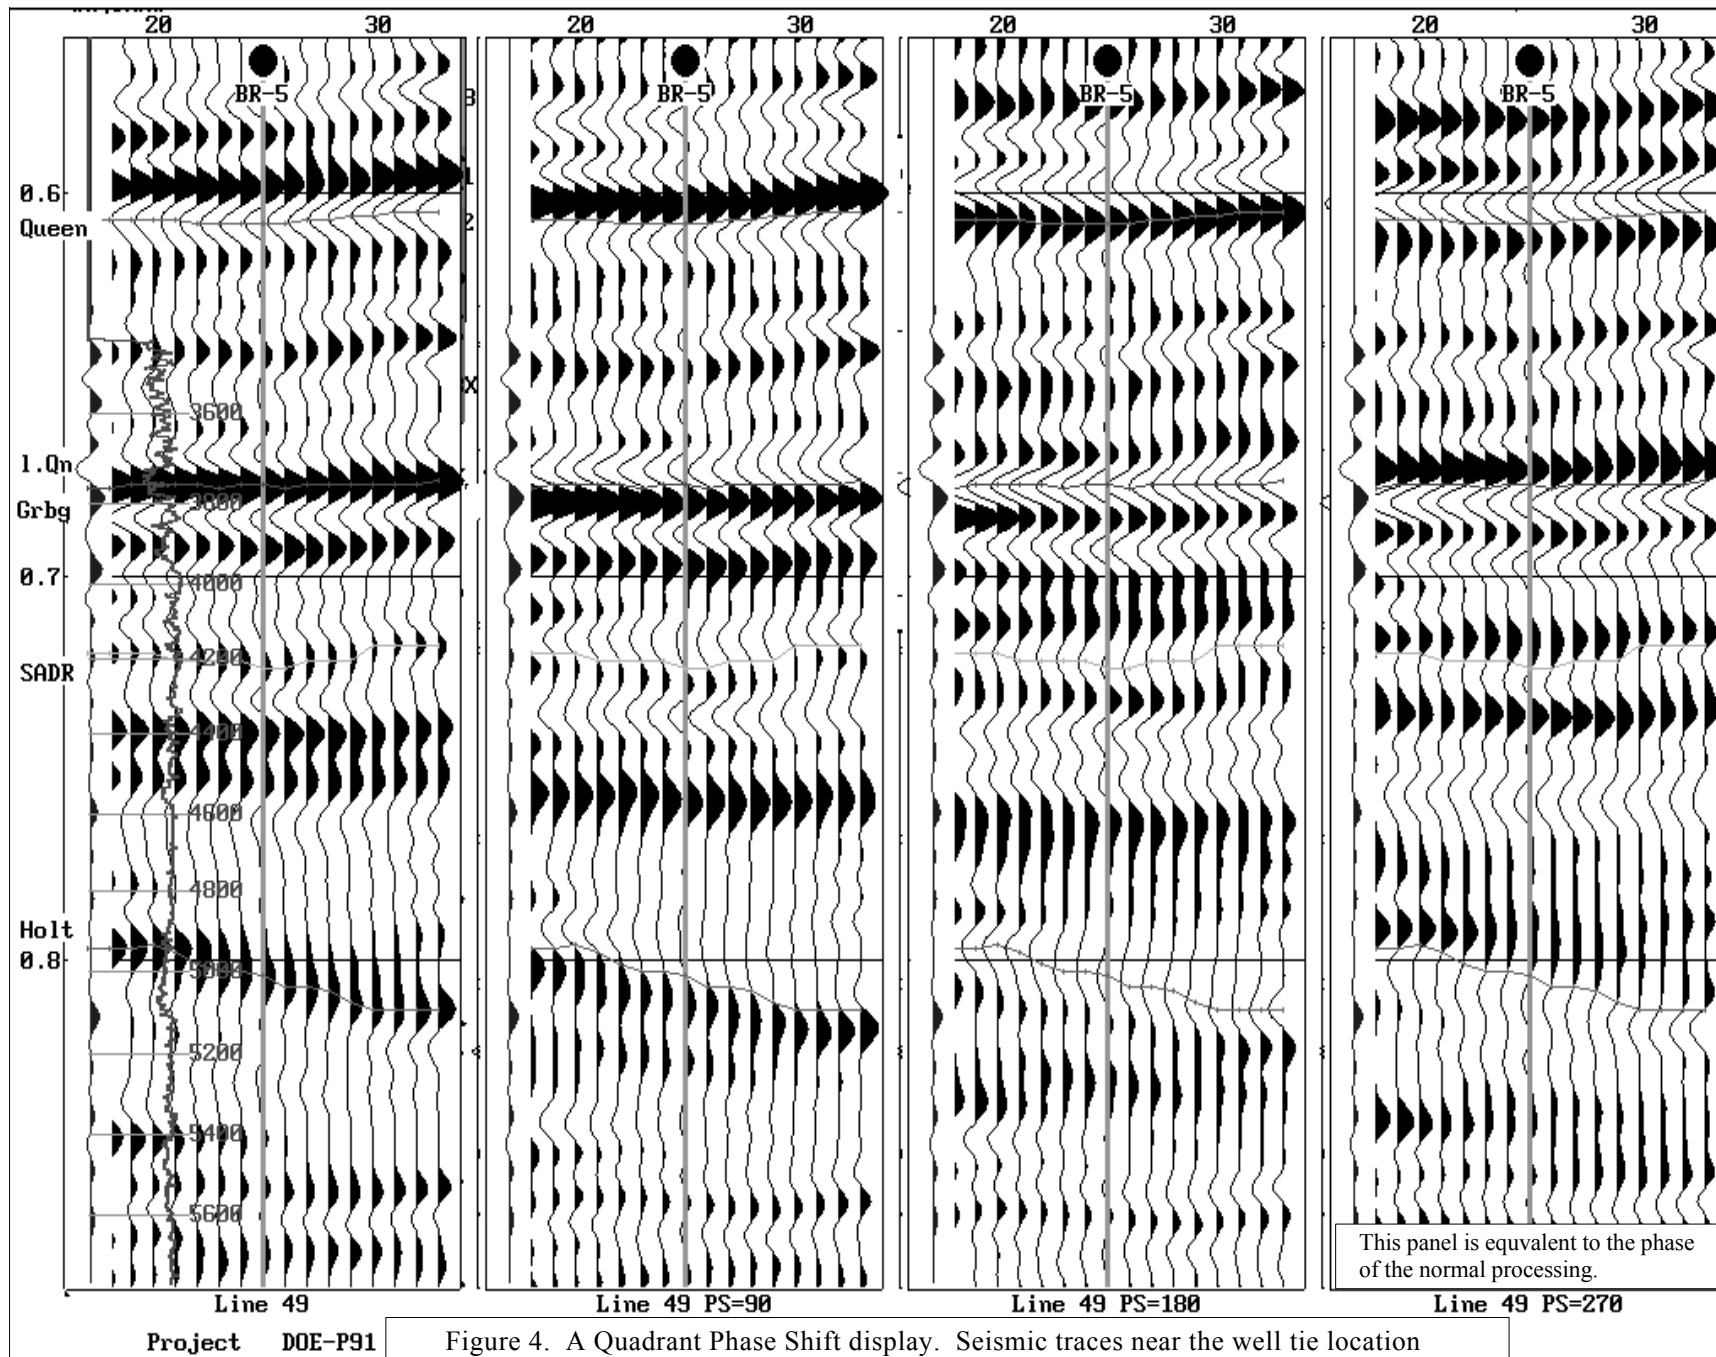 20 30 20 30 20 30 20 30
BR-5 BR-5 BR-5 BR-5
0.6
Queen
3600
1.Qn
3800
Grbg
0.7
4000
4200
SADR
4400
4600
4800
Holt
0.8
5000
5200
5400
5600
This panel is equvalent to the phase
of the normal processing.
Line 49 Line 49 PS=90 Line 49 PS=180 Line 49 PS=270
Project DOE-P91
Figure 4. A Quadrant Phase Shift display. Seismic traces near the well tie location